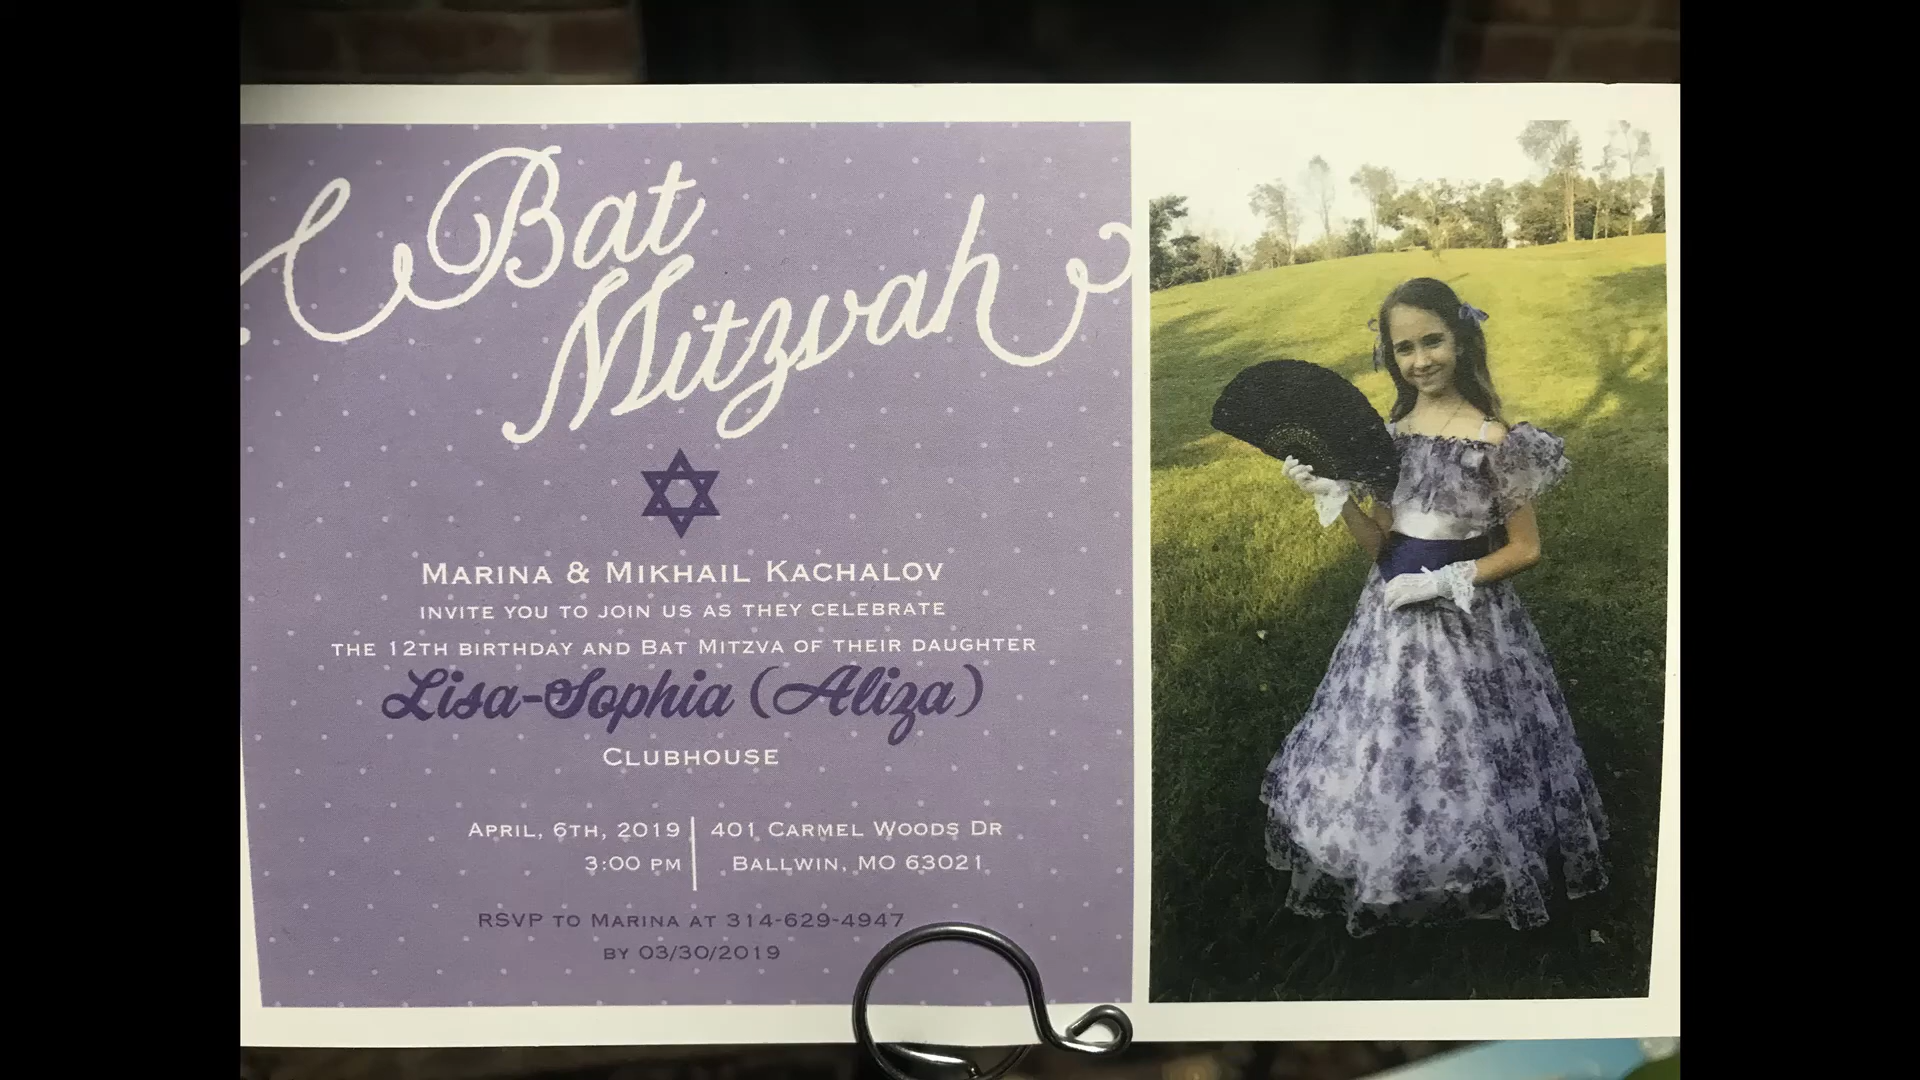 Bat
Mitzvah
MARINA & MIKHAIL KACHALOV
INVITE YOU TO JOIN US AS THEY CELEBRATE
THE 12TH BIRTHDAY AND BAT MITZVA OF THEIR DAUGHTER
Lisa-Sophia (Aliza)
CLUBHOUSE
APRIL, 6TH, 2019
3:00 PM
401 CARMEL WOODS DR
BALLWIN, MO 63021
RSVP TO MARINA AT 314-629-4947
BY 03/30/2019